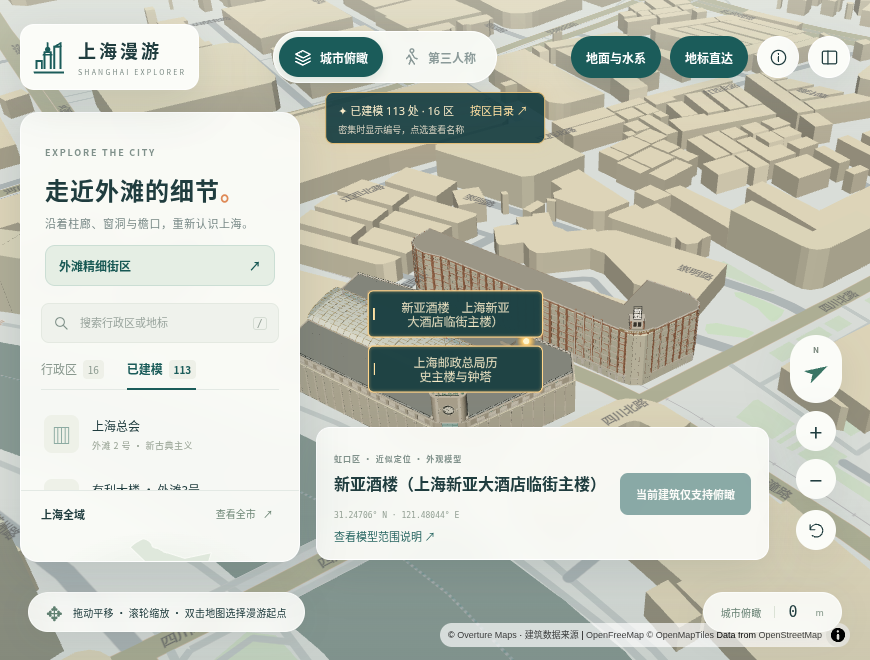 上海漫游
SHANGHAI EXPLORER
城市俯瞰
第三人称
地面与水系
地标直达
✦ 已建模 113 处 · 16 区 按区目录 ↗
密集时显示编号，点选查看名称
EXPLORE THE CITY
走近外滩的细节。
沿着柱廊、窗洞与檐口，重新认识上海。
外滩精细街区 ↗
搜索行政区或地标 /
行政区 16 已建模 113
上海总会
外滩 2 号 · 新古典主义
有利大楼 · 外滩3号
上海全域 查看全市 ↗
新亚酒楼 上海新亚
大酒店临街主楼）
上海邮政总局历
史主楼与钟塔
四川北路
四川北路
虹口区 · 近似定位 · 外观模型
新亚酒楼（上海新亚大酒店临街主楼）
31.24706° N · 121.48044° E
查看模型范围说明 ↗
当前建筑仅支持俯瞰
N
+
−
拖动平移 · 滚轮缩放 · 双击地图选择漫游起点
城市俯瞰 0 m
© Overture Maps · 建筑数据来源 | OpenFreeMap © OpenMapTiles Data from OpenStreetMap